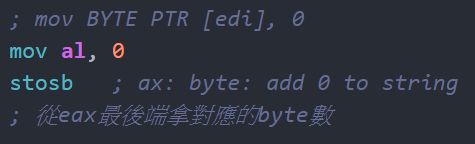 ; mov BYTE PTR [edi], 0
mov al, 0
stosb   ; ax: byte: add 0 to string
; 從eax最後端拿對應的byte數